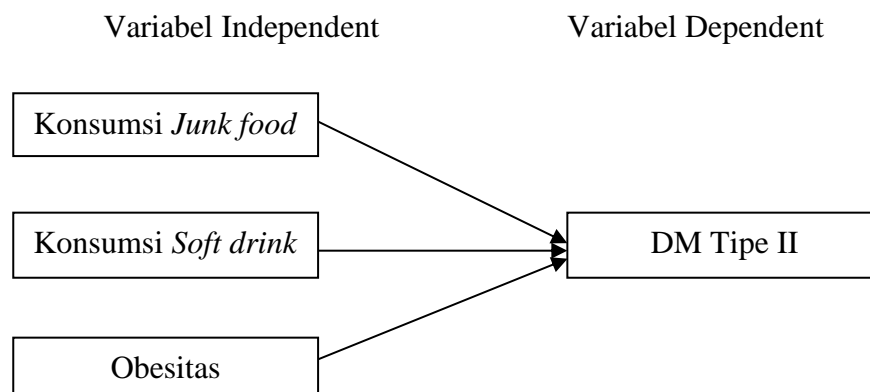 Variabel Independent Variabel Dependent
Konsumsi Junk food
Konsumsi Soft drink DM Tipe II
Obesitas